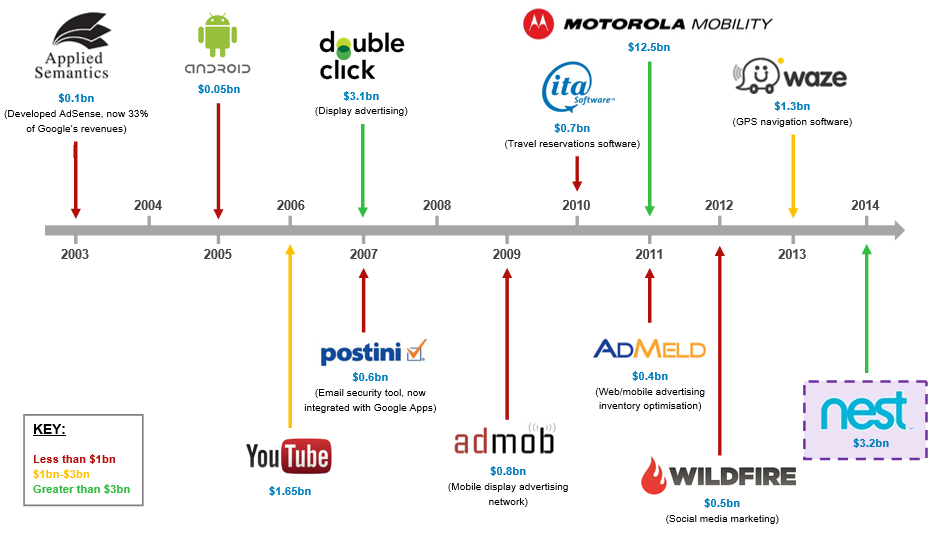 Applied
Semantics
$0.1bn
(Developed AdSense, now 33%
of Google's revenues)
ANDROID
$0.05bn
double
click
$3.1bn
(Display advertising)
MOTOROLA MOBILITY
$12.5bn
ita
Software™
$0.7bn
(Travel reservations software)
waze
$1.3bn
(GPS navigation software)
2004 2006 2008 2010 2012 2014
2003 2005 2007 2009 2011 2013
postini
$0.6bn
(Email security tool, now
integrated with Google Apps)
ADMELD
$0.4bn
(Web/mobile advertising
inventory optimisation)
nest™
$3.2bn
YouTube
$1.65bn
admob
$0.8bn
(Mobile display advertising
network)
WILDFIRE
$0.5bn
(Social media marketing)
KEY:
Less than $1bn
$1bn-$3bn
Greater than $3bn